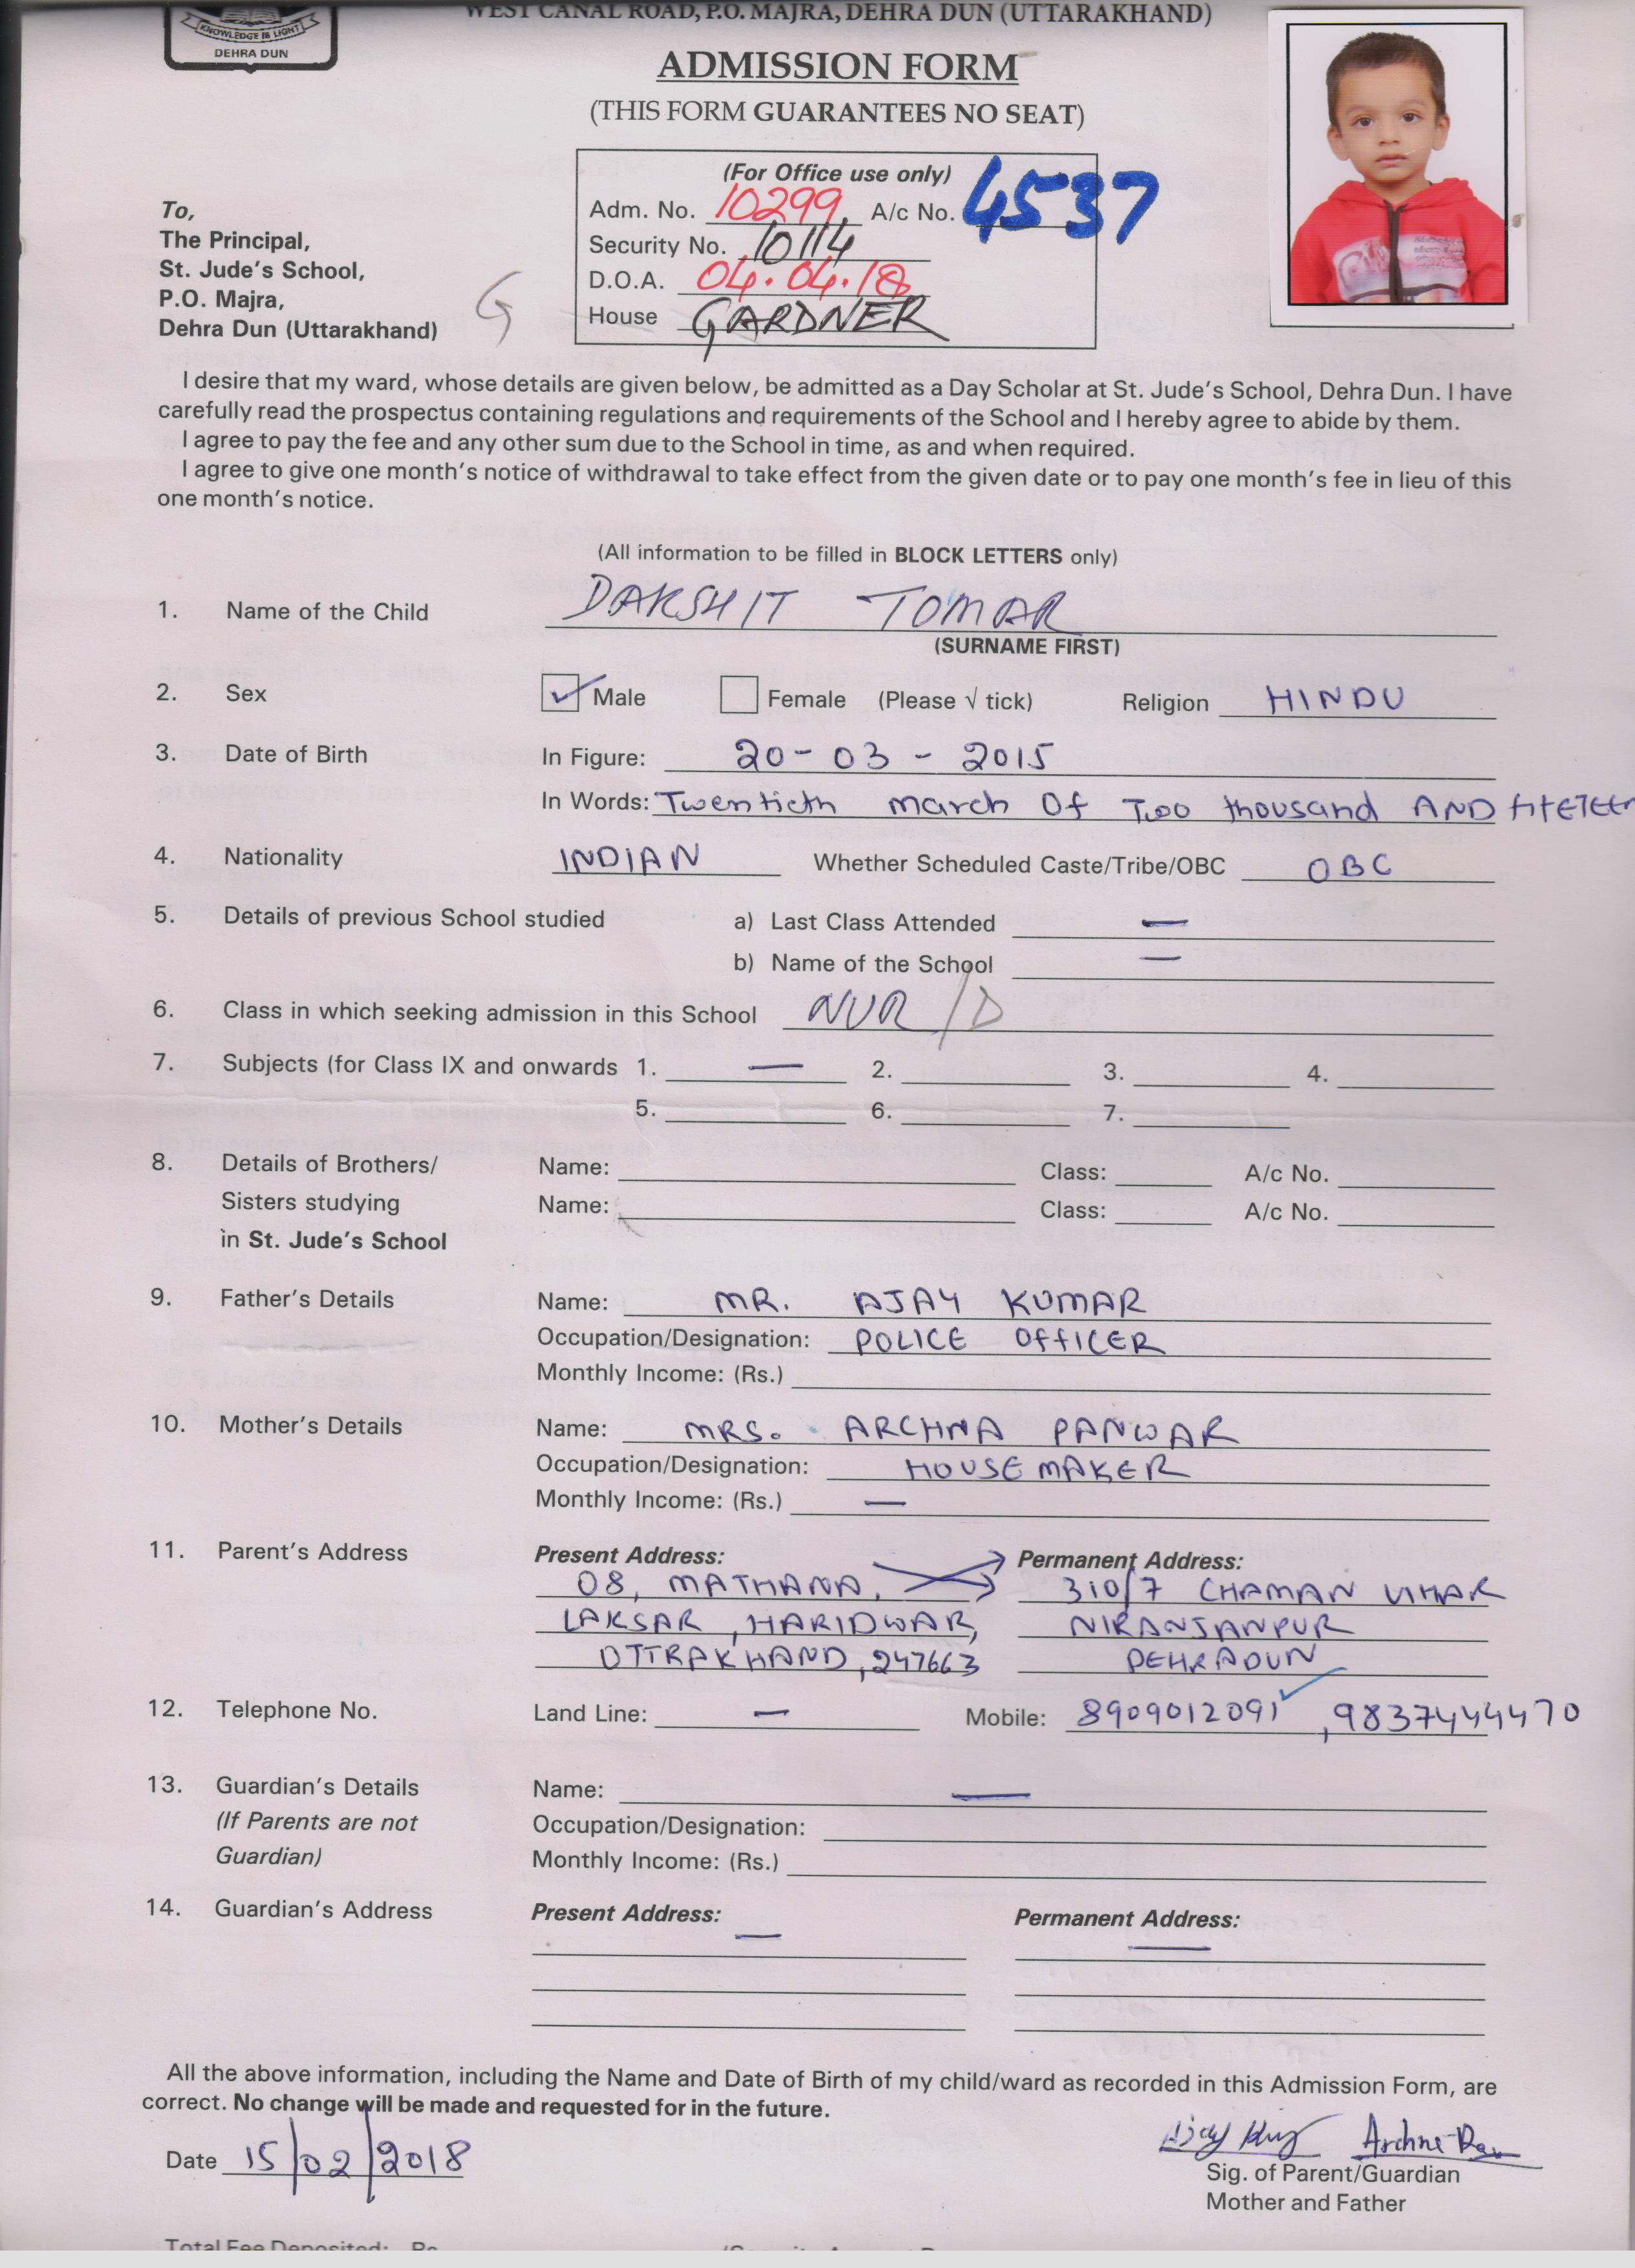 WEST CANAL ROAD, P.O. MAJRA, DEHRA DUN (UTTARAKHAND)
KNOWLEDGE IS LIGHT
DEHRA DUN
ADMISSION FORM
(THIS FORM GUARANTEES NO SEAT)
(For Office use only)
Adm. No. 10299 A/c No. 4537
Security No. 10114
D.O.A. 04.04.18
House GARDNER
To,
The Principal,
St. Jude's School,
P.O. Majra,
Dehra Dun (Uttarakhand)
G
I desire that my ward, whose details are given below, be admitted as a Day Scholar at St. Jude's School, Dehra Dun. I have
carefully read the prospectus containing regulations and requirements of the School and I hereby agree to abide by them.
I agree to pay the fee and any other sum due to the School in time, as and when required.
I agree to give one month's notice of withdrawal to take effect from the given date or to pay one month's fee in lieu of this
one month's notice.
(All information to be filled in BLOCK LETTERS only)
1. Name of the Child DAKSHIT TOMAR
(SURNAME FIRST)
2. Sex ✓ Male Female (Please √ tick) Religion HINDU
3. Date of Birth In Figure: 20-03-2015
In Words: Twentieth march Of Two thousand AND
4. Nationality INDIAN Whether Scheduled Caste/Tribe/OBC OBC
5. Details of previous School studied a) Last Class Attended —
b) Name of the School —
6. Class in which seeking admission in this School NUR /D
7. Subjects (for Class IX and onwards 1. — 2. 3. 4.
5. 6. 7.
8. Details of Brothers/ Name: Class: A/c No.
Sisters studying Name: Class: A/c No.
in St. Jude's School
9. Father's Details Name: MR. AJAY KUMAR
Occupation/Designation: POLICE OFFICER
Monthly Income: (Rs.)
10. Mother's Details Name: MRS. ARCHNA PANWAR
Occupation/Designation: HOUSEMAKER
Monthly Income: (Rs.) —
11. Parent's Address Present Address: Permanent Address:
08, MATHANA, 310/7 CHAMAN VIHAR
LAKSAR, HARIDWAR, NIRANJANPUR
UTTRAKHAND, 247663 DEHRADUN
12. Telephone No. Land Line: — Mobile: 8909012091 ✓, 9837444470
13. Guardian's Details Name: —
(If Parents are not Occupation/Designation:
Guardian) Monthly Income: (Rs.)
14. Guardian's Address Present Address: — Permanent Address: —
All the above information, including the Name and Date of Birth of my child/ward as recorded in this Admission Form, are
correct. No change will be made and requested for in the future.
Date 15/02/2018
Sig. of Parent/Guardian
Mother and Father
Total Fee Deposited: Rs.